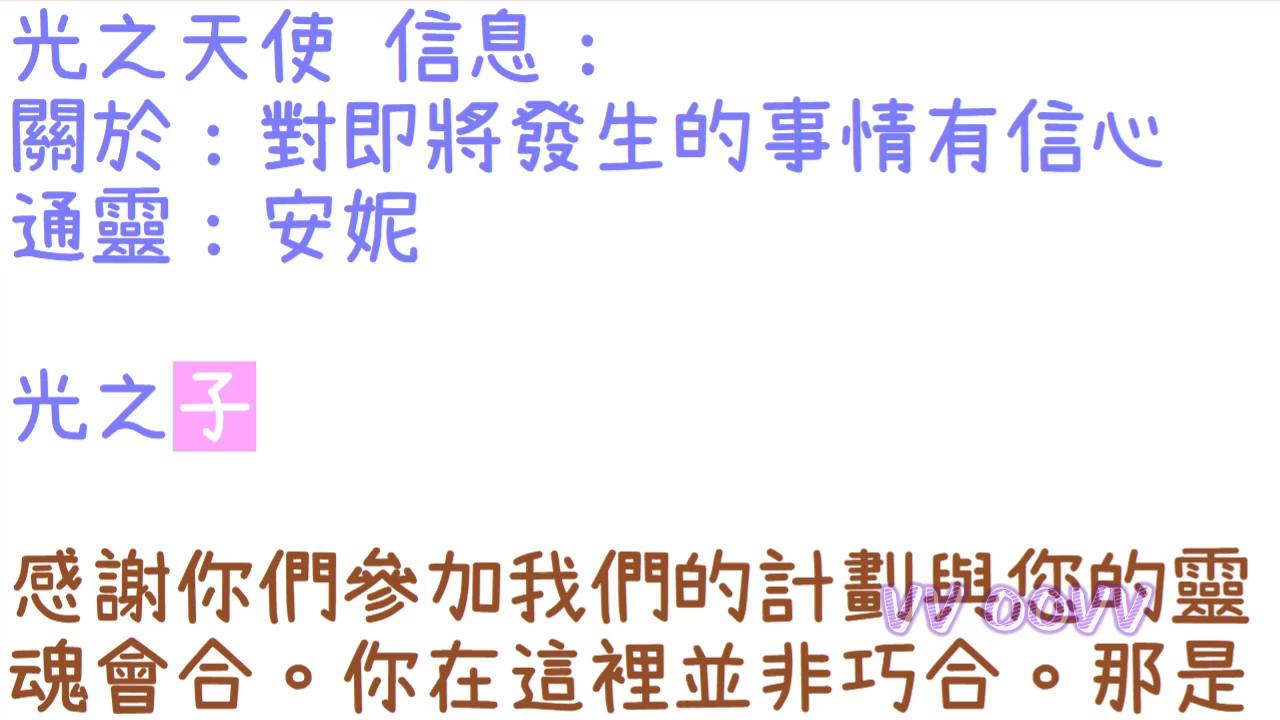 光之天使 信息：
關於：對即將發生的事情有信心
通靈：安妮
光之子
感謝你們參加我們的計劃與您的靈
魂會合。你在這裡並非巧合。那是
vv oovv